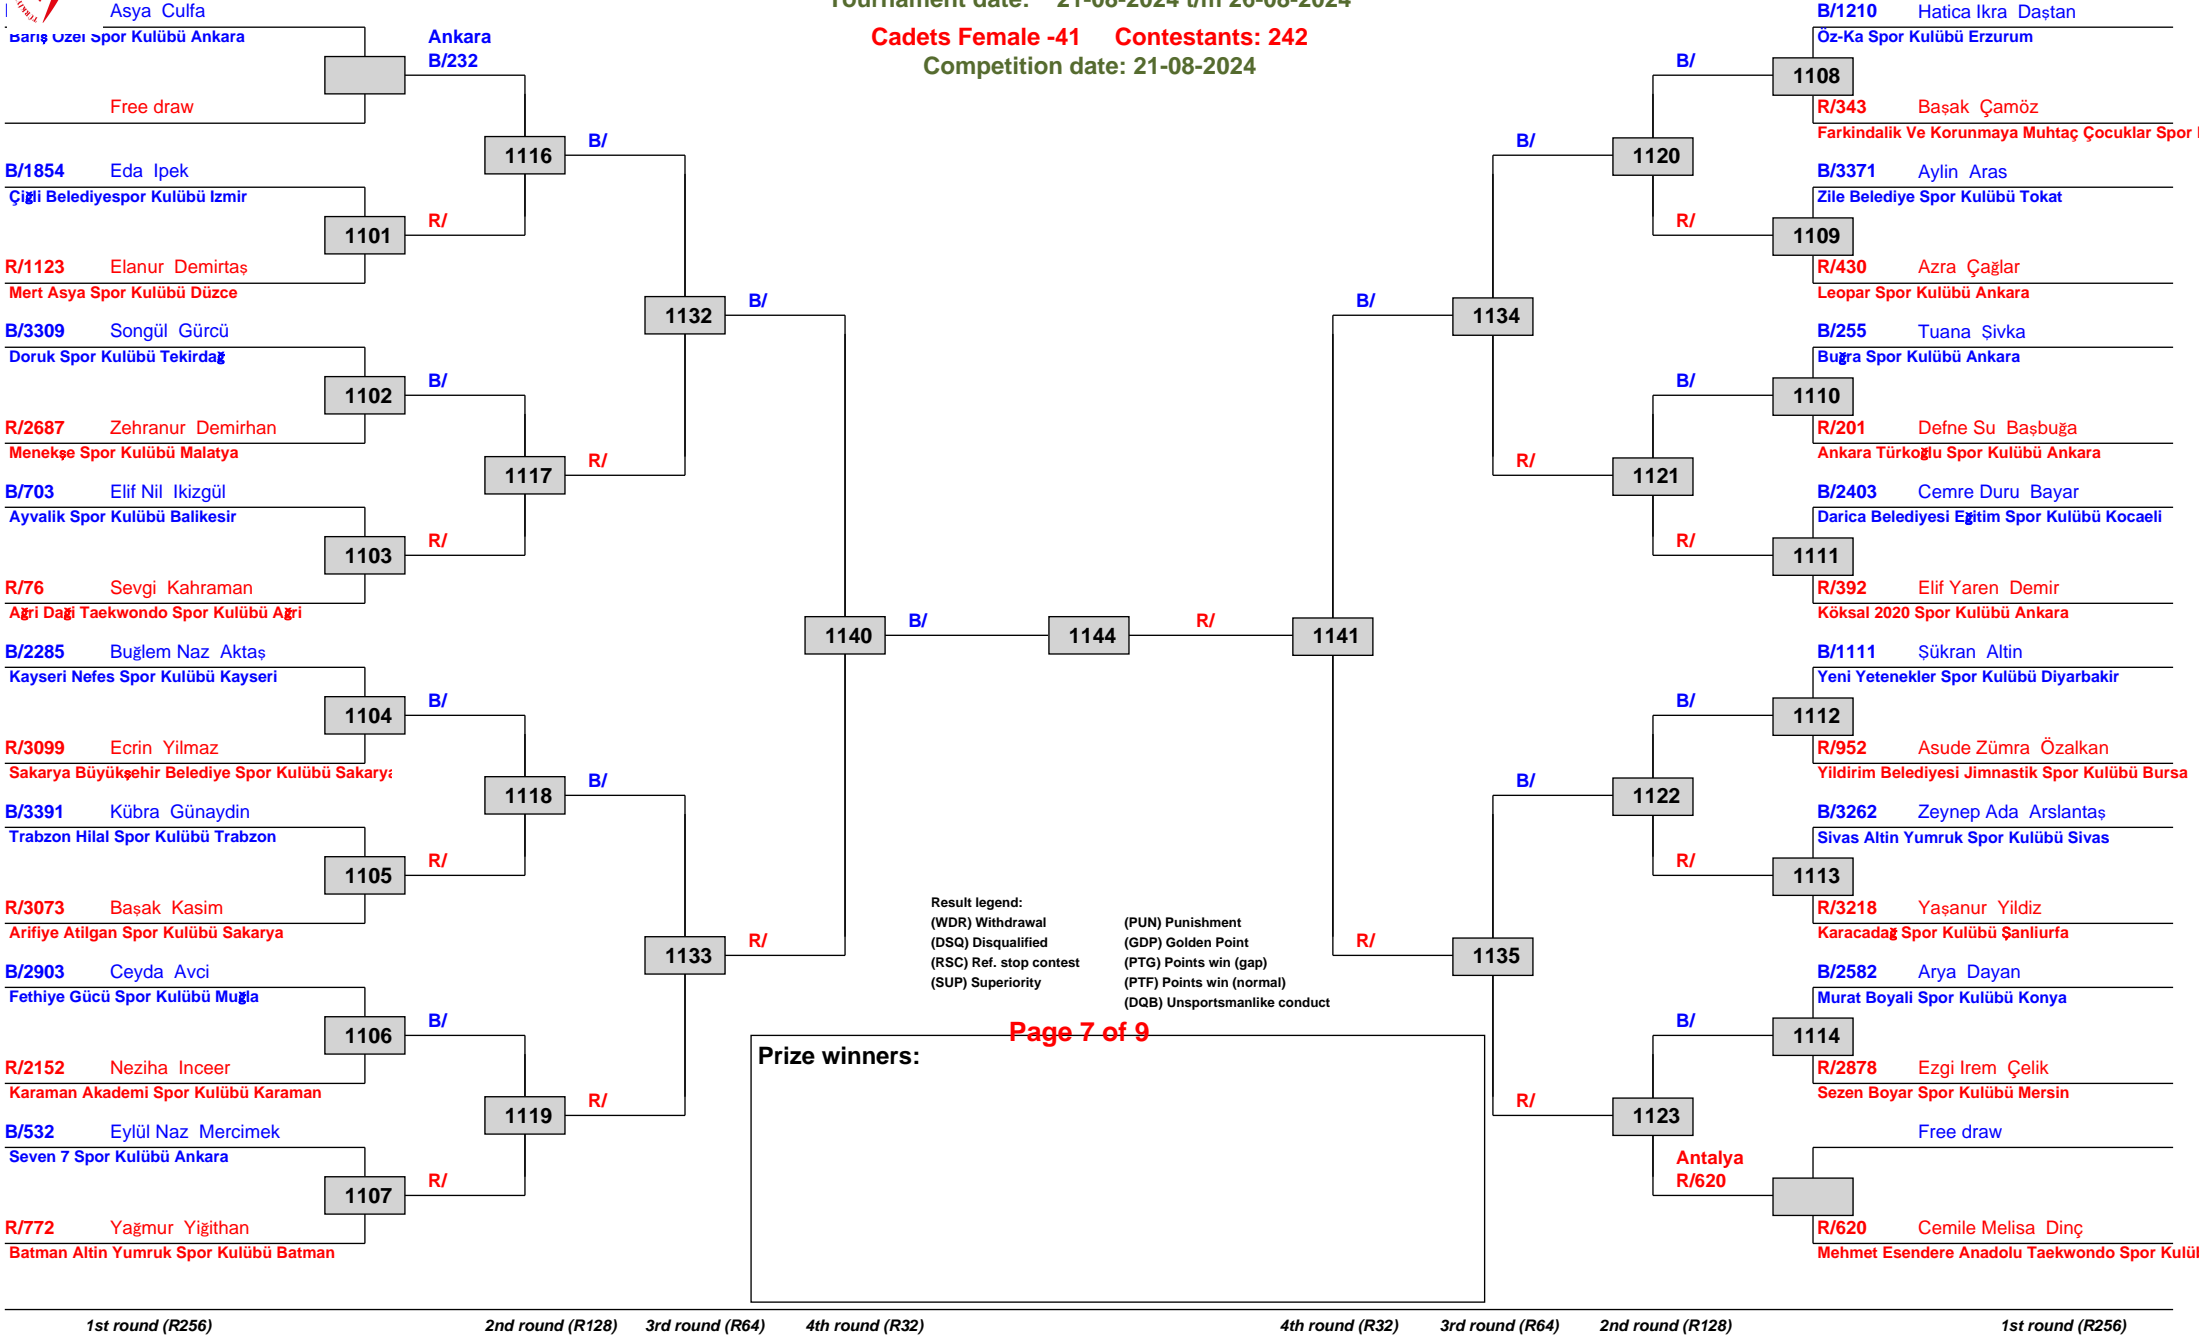 Tournament date: 21-08-2024 t/m 26-08-2024
Cadets Female -41 Contestants: 242
Competition date: 21-08-2024
Asya Culfa
Bariş Özel Spor Kulübü Ankara
Free draw
Ankara
B/232
B/1854 Eda Ipek
Çiğli Belediyespor Kulübü Izmir
1101
R/1123 Elanur Demirtaş
Mert Asya Spor Kulübü Düzce
R/
1116
B/
B/3309 Songül Gürcü
Doruk Spor Kulübü Tekirdağ
1102
B/
R/2687 Zehranur Demirhan
Menekşe Spor Kulübü Malatya
B/703 Elif Nil Ikizgül
Ayvalik Spor Kulübü Balikesir
1103
R/
R/76 Sevgi Kahraman
Ağri Daği Taekwondo Spor Kulübü Ağri
1117
R/
1132
B/
B/2285 Buğlem Naz Aktaş
Kayseri Nefes Spor Kulübü Kayseri
1104
B/
R/3099 Ecrin Yilmaz
Sakarya Büyükşehir Belediye Spor Kulübü Sakarya
B/3391 Kübra Günaydin
Trabzon Hilal Spor Kulübü Trabzon
1105
R/
R/3073 Başak Kasim
Arifiye Atilgan Spor Kulübü Sakarya
1118
B/
B/2903 Ceyda Avci
Fethiye Gücü Spor Kulübü Muğla
1106
B/
R/2152 Neziha Inceer
Karaman Akademi Spor Kulübü Karaman
B/532 Eylül Naz Mercimek
Seven 7 Spor Kulübü Ankara
1107
R/
R/772 Yağmur Yiğithan
Batman Altin Yumruk Spor Kulübü Batman
1119
R/
1133
R/
1140
B/
1144
R/
1141
B/
R/
1134
B/
R/
1120
B/
R/
B/1210 Hatica Ikra Daştan
Öz-Ka Spor Kulübü Erzurum
1108
R/343 Başak Çamöz
Farkindalik Ve Korunmaya Muhtaç Çocuklar Spor
B/3371 Aylin Aras
Zile Belediye Spor Kulübü Tokat
1109
R/430 Azra Çağlar
Leopar Spor Kulübü Ankara
1121
B/
R/
B/255 Tuana Şivka
Buğra Spor Kulübü Ankara
1110
R/201 Defne Su Başbuğa
Ankara Türkoğlu Spor Kulübü Ankara
B/2403 Cemre Duru Bayar
Darica Belediyesi Eğitim Spor Kulübü Kocaeli
1111
R/392 Elif Yaren Demir
Köksal 2020 Spor Kulübü Ankara
1135
B/
R/
1122
B/
R/
B/1111 Şükran Altin
Yeni Yetenekler Spor Kulübü Diyarbakir
1112
R/952 Asude Zümra Özalkan
Yildirim Belediyesi Jimnastik Spor Kulübü Bursa
B/3262 Zeynep Ada Arslantaş
Sivas Altin Yumruk Spor Kulübü Sivas
1113
R/3218 Yaşanur Yildiz
Karacadağ Spor Kulübü Şanliurfa
1123
B/
B/2582 Arya Dayan
Murat Boyali Spor Kulübü Konya
1114
R/2878 Ezgi Irem Çelik
Sezen Boyar Spor Kulübü Mersin
Free draw
Antalya
R/620
R/620 Cemile Melisa Dinç
Mehmet Esendere Anadolu Taekwondo Spor
Result legend:
(WDR) Withdrawal (PUN) Punishment
(DSQ) Disqualified (GDP) Golden Point
(RSC) Ref. stop contest (PTG) Points win (gap)
(SUP) Superiority (PTF) Points win (normal)
(DQB) Unsportsmanlike conduct
Page 7 of 9
Prize winners:
1st round (R256) 2nd round (R128) 3rd round (R64) 4th round (R32) 4th round (R32) 3rd round (R64) 2nd round (R128) 1st round (R256)